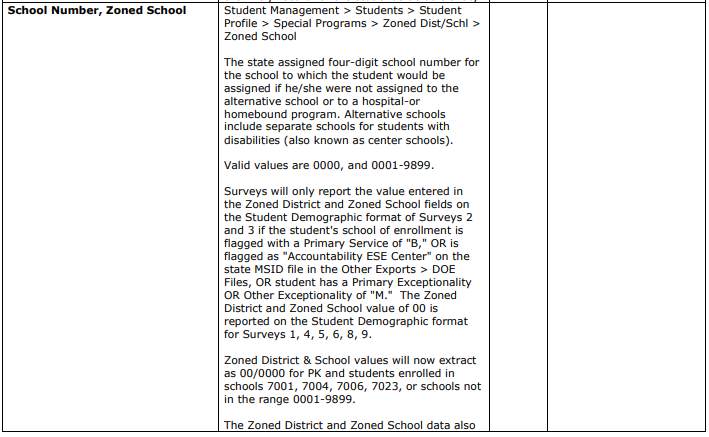 School Number, Zoned School
Student Management > Students > Student
Profile > Special Programs > Zoned Dist/Schl >
Zoned School
The state assigned four-digit school number for
the school to which the student would be
assigned if he/she were not assigned to the
alternative school or to a hospital-or
homebound program. Alternative schools
include separate schools for students with
disabilities (also known as center schools).
Valid values are 0000, and 0001-9899.
Surveys will only report the value entered in
the Zoned District and Zoned School fields on
the Student Demographic format of Surveys 2
and 3 if the student's school of enrollment is
flagged with a Primary Service of "B," OR is
flagged as "Accountability ESE Center" on the
state MSID file in the Other Exports > DOE
Files, OR student has a Primary Exceptionality
OR Other Exceptionality of "M." The Zoned
District and Zoned School value of 00 is
reported on the Student Demographic format
for Surveys 1, 4, 5, 6, 8, 9.
Zoned District & School values will now extract
as 00/0000 for PK and students enrolled in
schools 7001, 7004, 7006, 7023, or schools not
in the range 0001-9899.
The Zoned District and Zoned School data also